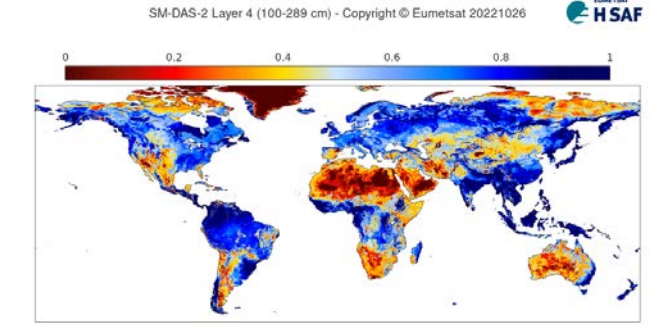 EUMETSAT
H SAF
SM-DAS-2 Layer 4 (100-289 cm) - Copyright © Eumetsat 20221026
0 0.2 0.4 0.6 0.8 1